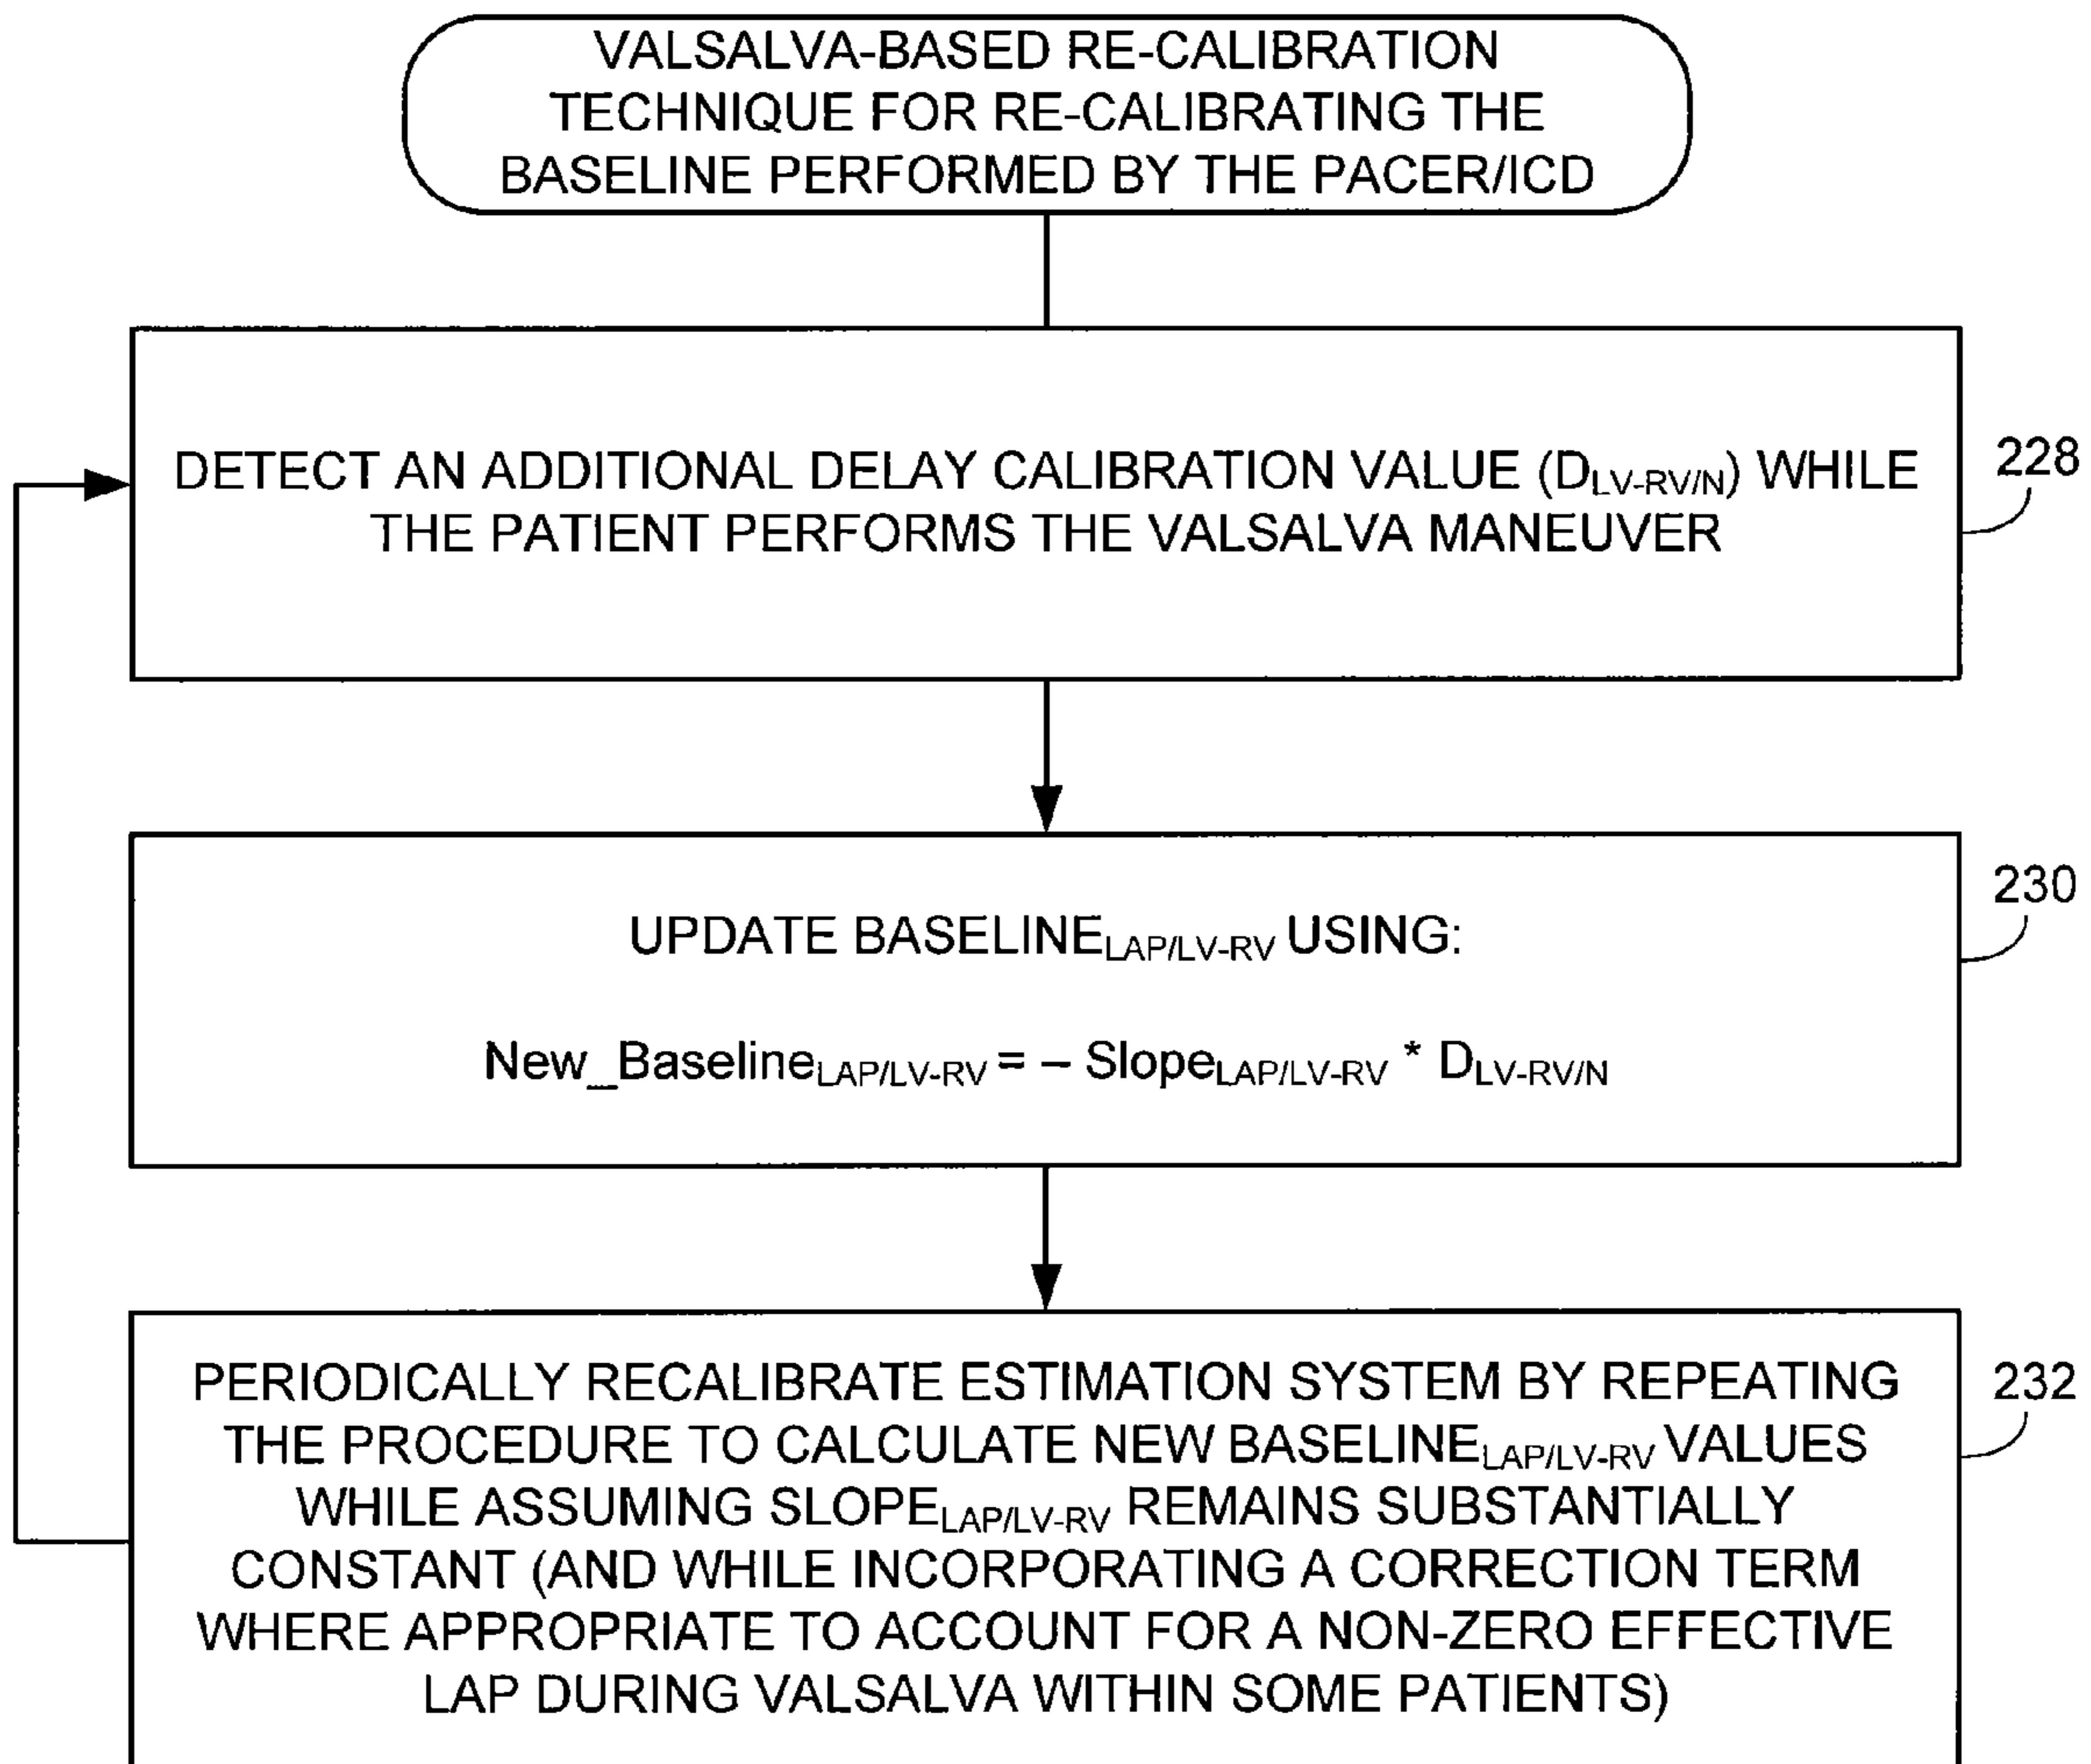 VALSALVA-BASED RE-CALIBRATION
TECHNIQUE FOR RE-CALIBRATING THE
BASELINE PERFORMED BY THE PACER/ICD
DETECT AN ADDITIONAL DELAY CALIBRATION VALUE (DLV-RV/N) WHILE
THE PATIENT PERFORMS THE VALSALVA MANEUVER
228
UPDATE BASELINELAP/LV-RV USING:
New_BaselineLAP/LV-RV = – SlopeLAP/LV-RV * DLV-RV/N
230
PERIODICALLY RECALIBRATE ESTIMATION SYSTEM BY REPEATING
THE PROCEDURE TO CALCULATE NEW BASELINELAP/LV-RV VALUES
WHILE ASSUMING SLOPELAP/LV-RV REMAINS SUBSTANTIALLY
CONSTANT (AND WHILE INCORPORATING A CORRECTION TERM
WHERE APPROPRIATE TO ACCOUNT FOR A NON-ZERO EFFECTIVE
LAP DURING VALSALVA WITHIN SOME PATIENTS)
232